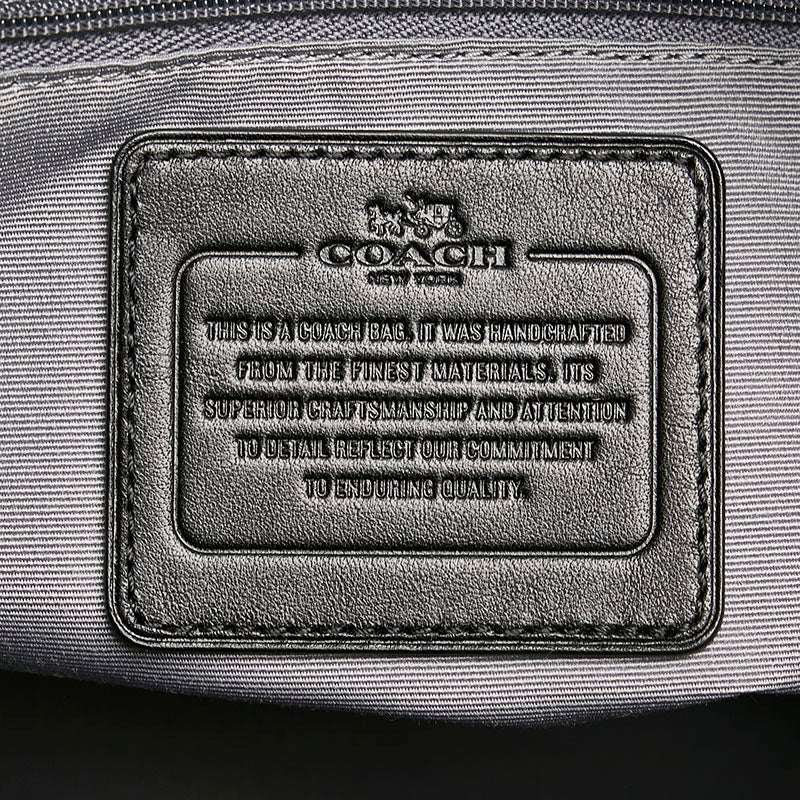 COACH
NEW YORK
THIS IS A COACH BAG. IT WAS HANDCRAFTED
FROM THE FINEST MATERIALS. ITS
SUPERIOR CRAFTSMANSHIP AND ATTENTION
TO DETAIL REFLECT OUR COMMITMENT
TO ENDURING QUALITY.